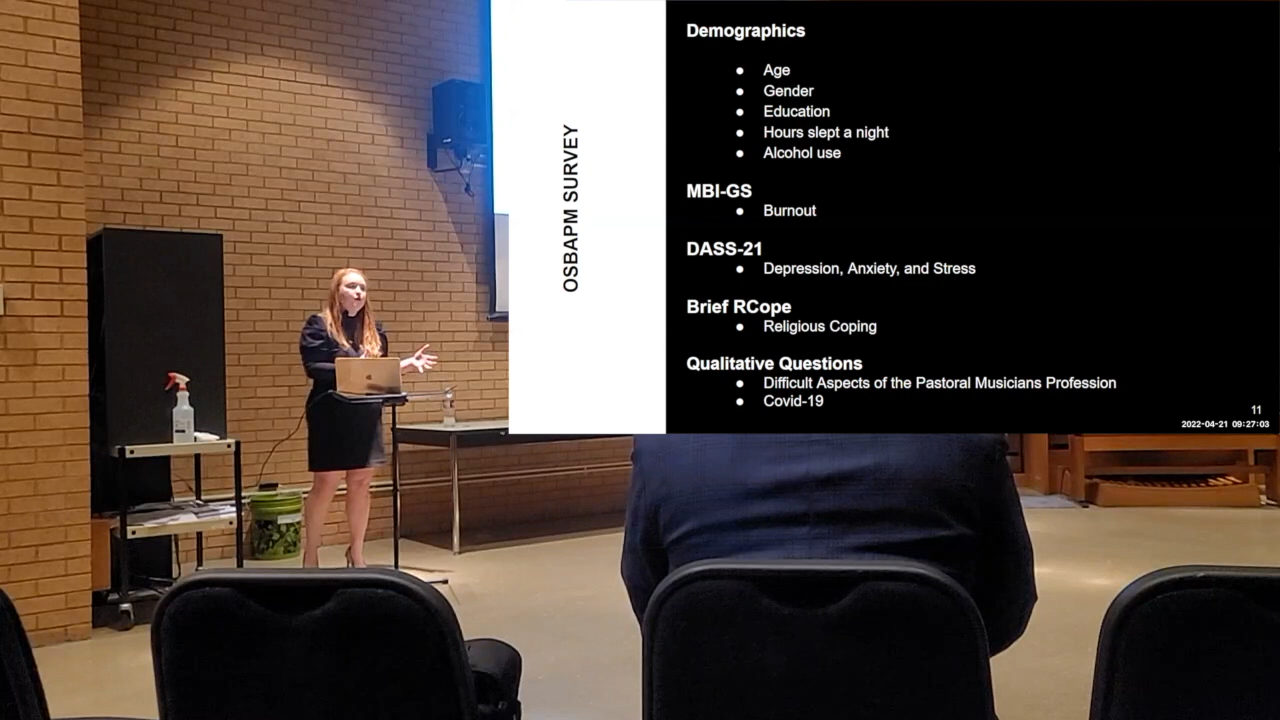 OSBAPM SURVEY
Demographics
● Age
● Gender
● Education
● Hours slept a night
● Alcohol use
MBI-GS
● Burnout
DASS-21
● Depression, Anxiety, and Stress
Brief RCope
● Religious Coping
Qualitative Questions
● Difficult Aspects of the Pastoral Musicians Profession
● Covid-19
11
2022-04-21 09:27:03